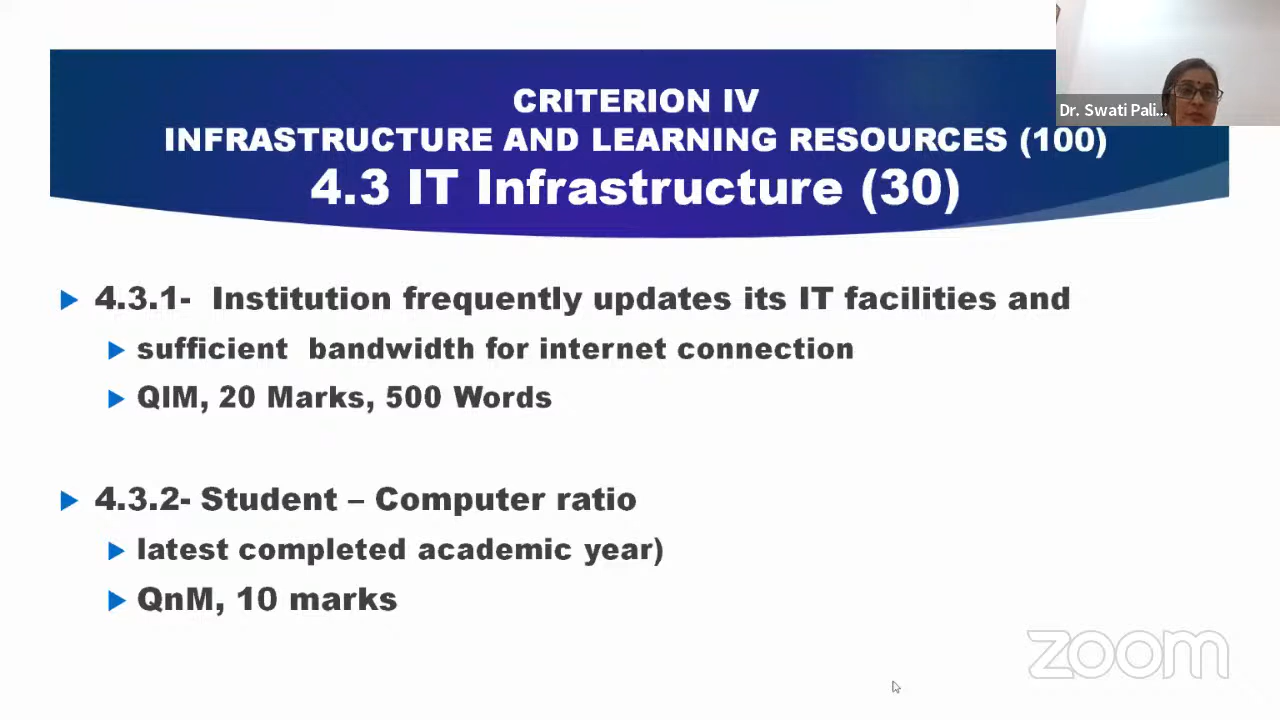 CRITERION IV
INFRASTRUCTURE AND LEARNING RESOURCES (100)
4.3 IT Infrastructure (30)
Dr. Swati Pali...
4.3.1- Institution frequently updates its IT facilities and
sufficient bandwidth for internet connection
QlM, 20 Marks, 500 Words
4.3.2- Student – Computer ratio
latest completed academic year)
QnM, 10 marks
zoom